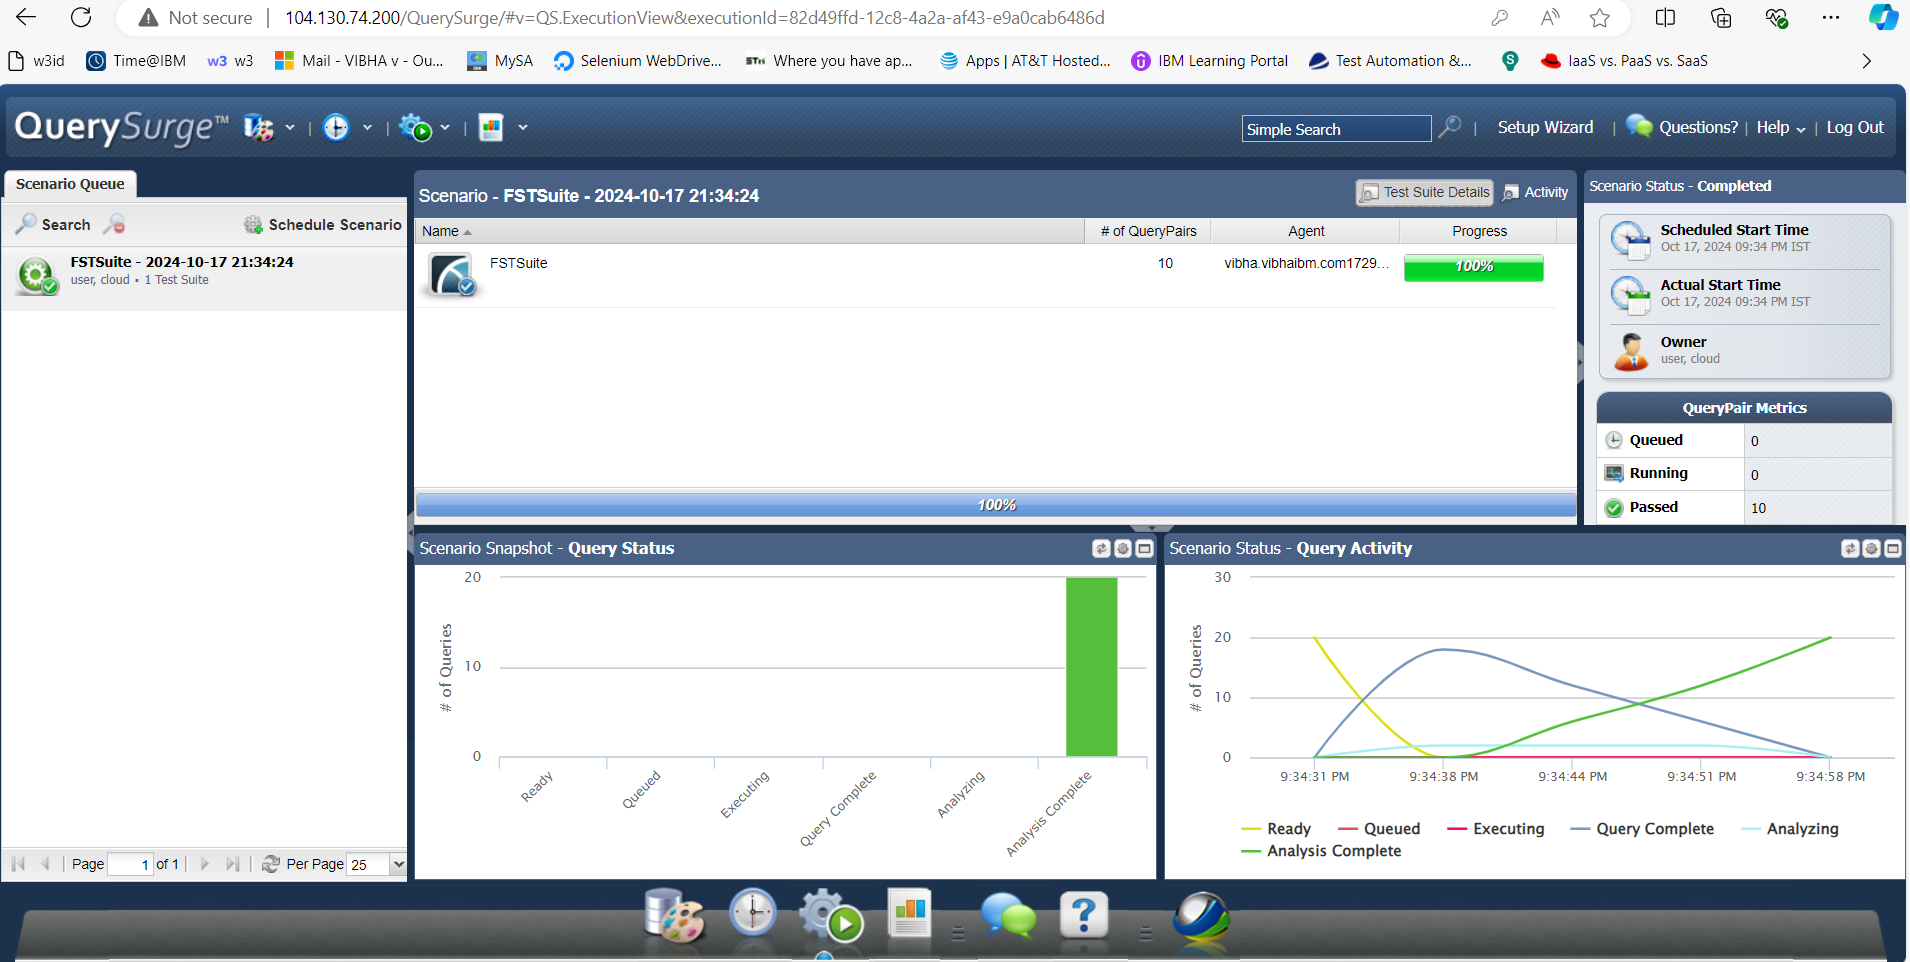 Not secure | 104.130.74.200/QuerySurge/#v=QS.ExecutionView&executionId=82d49ffd-12c8-4a2a-af43-e9a0cab6486d
w3id Time@IBM w3 w3 Mail - VIBHA v - Ou... MySA Selenium WebDrive... STH Where you have ap... Apps | AT&T Hosted... IBM Learning Portal Test Automation &... S IaaS vs. PaaS vs. SaaS
QuerySurge™ Simple Search Setup Wizard Questions? Help Log Out
Scenario Queue
Search Schedule Scenario
FSTSuite - 2024-10-17 21:34:24
user, cloud • 1 Test Suite
Page 1 of 1 Per Page 25
Scenario - FSTSuite - 2024-10-17 21:34:24 Test Suite Details Activity
Name # of QueryPairs Agent Progress
FSTSuite 10 vibha.vibhaibm.com1729... 100%
100%
Scenario Status - Completed
Scheduled Start Time
Oct 17, 2024 09:34 PM IST
Actual Start Time
Oct 17, 2024 09:34 PM IST
Owner
user, cloud
QueryPair Metrics
Queued 0
Running 0
Passed 10
Scenario Snapshot - Query Status
# of Queries
20
10
0
Ready Queued Executing Query Complete Analyzing Analysis Complete
Scenario Status - Query Activity
# of Queries
30
20
10
0
9:34:31 PM 9:34:38 PM 9:34:44 PM 9:34:51 PM 9:34:58 PM
Ready Queued Executing Query Complete Analyzing
Analysis Complete
?